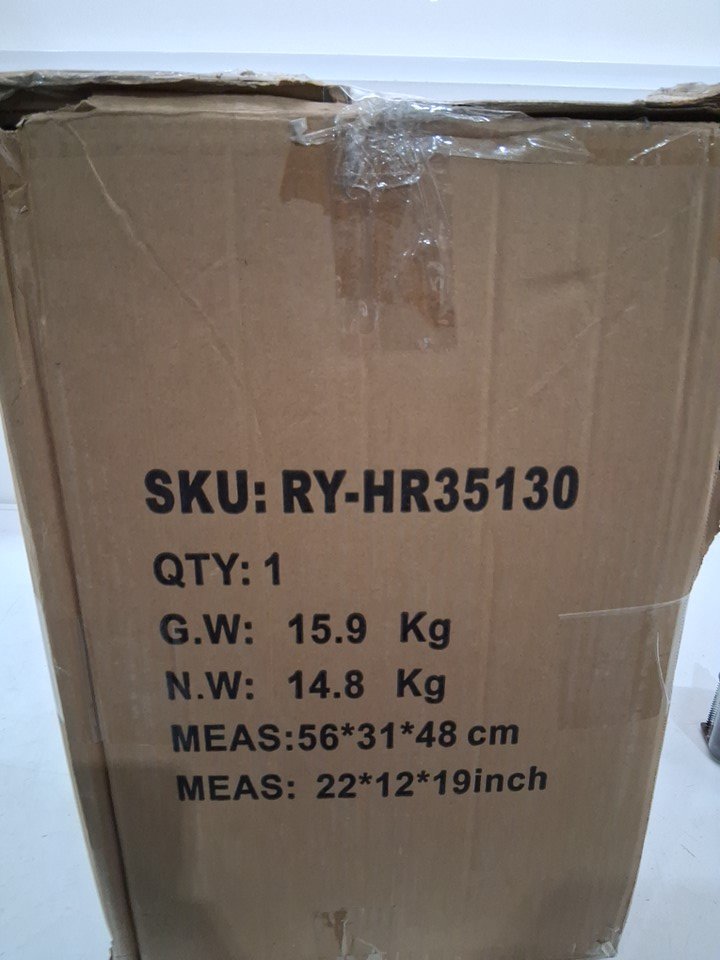 SKU: RY-HR35130
QTY: 1
G.W: 15.9 Kg
N.W: 14.8 Kg
MEAS:56*31*48 cm
MEAS: 22*12*19inch